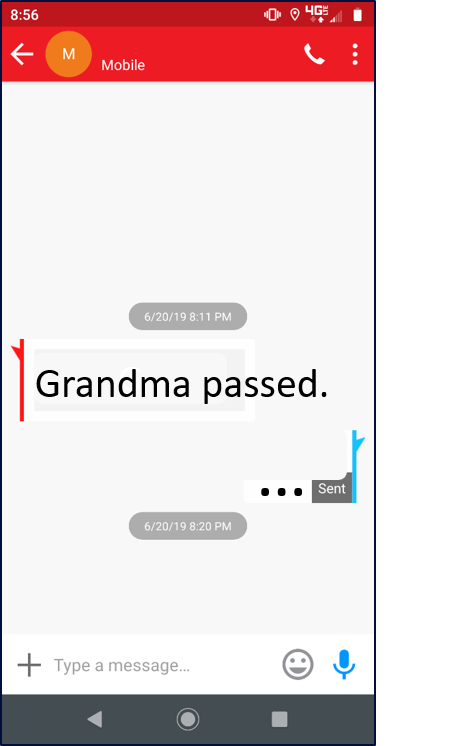 8:56
4G LTE
M
Mobile
6/20/19 8:11 PM
Grandma passed.
...
Sent
6/20/19 8:20 PM
Type a message...